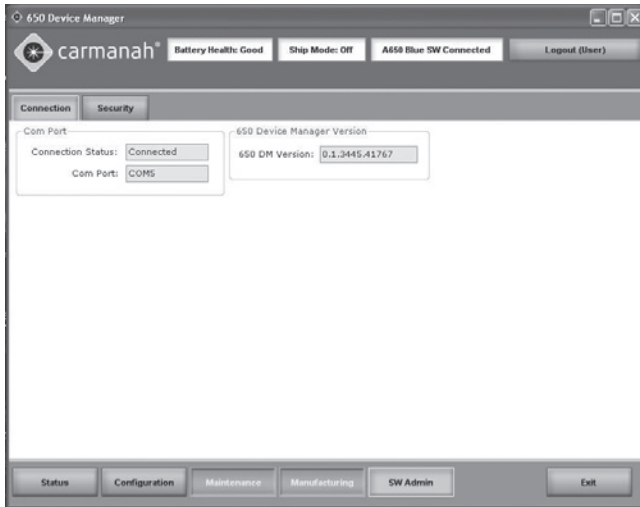 650 Device Manager
carmanah®
Battery Health: Good
Ship Mode: Off
A650 Blue SW Connected
Logout (User)
Connection
Security
Com Port
Connection Status: Connected
Com Port: COM5
650 Device Manager Version
650 DM Version: 0.1.3445.41767
Status
Configuration
Maintenance
Manufacturing
SW Admin
Exit